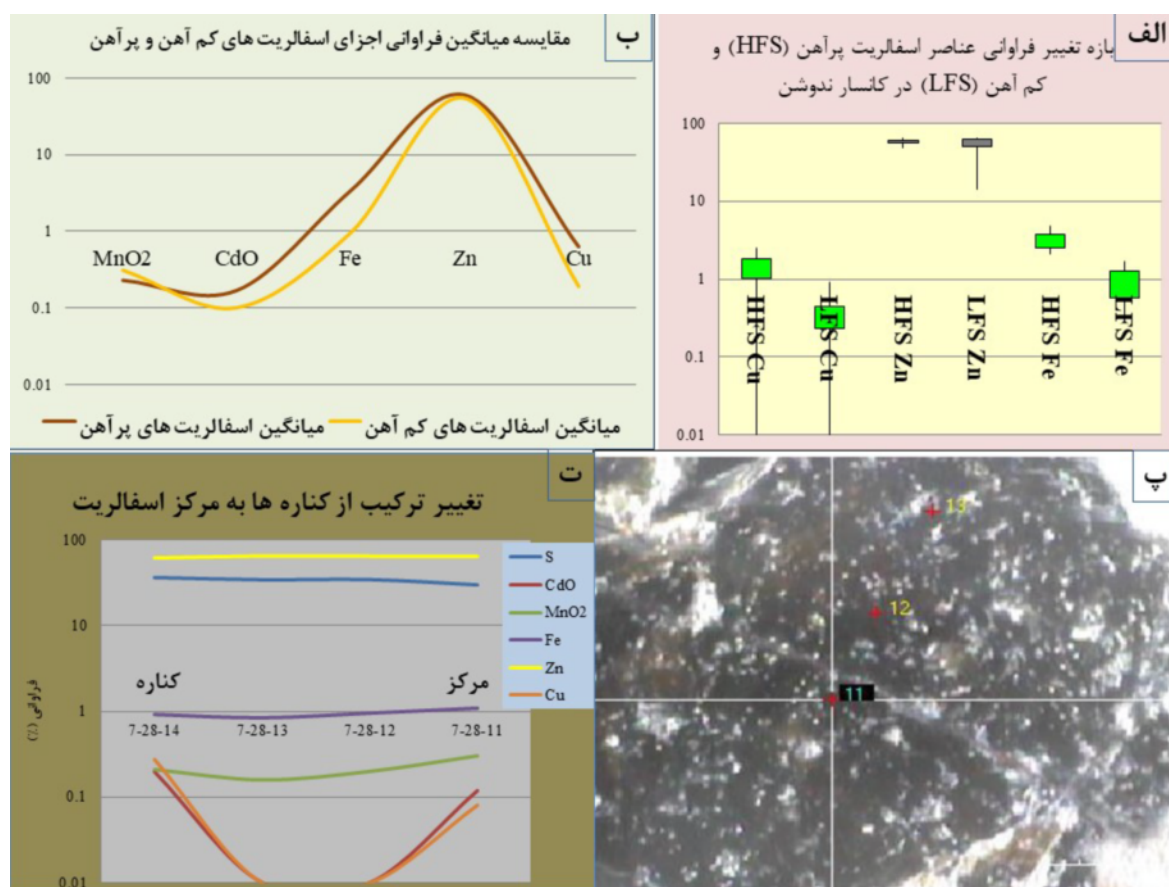 الف
بازه تغییر فراوانی عناصر اسفالریت پرآهن (HFS) و
کم آهن (LFS) در کانسار ندوشن
100
10
1
0.1
0.01
HFS Cu
LFS Cu
HFS Zn
LFS Zn
HFS Fe
LFS Fe
ب
مقایسه میانگین فراوانی اجزای اسفالریت های کم آهن و پرآهن
100
10
1
0.1
0.01
MnO2 CdO Fe Zn Cu
میانگین اسفالریت های کم آهن
میانگین اسفالریت های پرآهن
پ
13
12
11
ت
تغییر ترکیب از کناره ها به مرکز اسفالریت
فراوانی (٪)
100
10
1
0.1
0.01
کناره
مرکز
7-28-14 7-28-13 7-28-12 7-28-11
S
CdO
MnO2
Fe
Zn
Cu